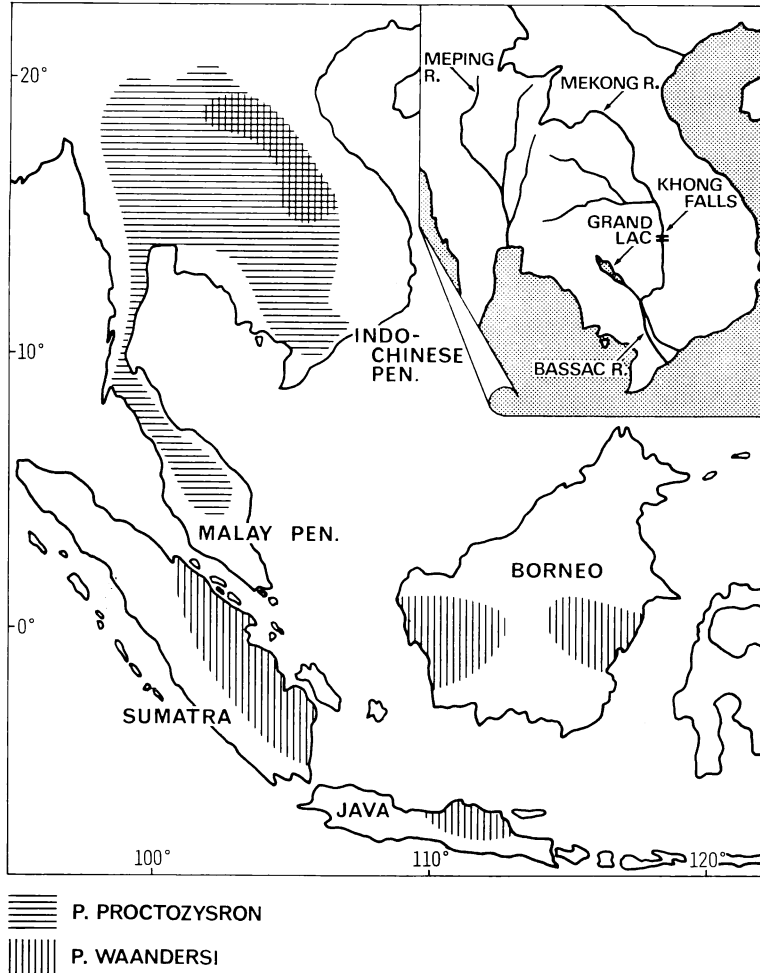 20°
10°
0°
MEPING
R.
MEKONG R.
KHONG
FALLS
GRAND
LAC
BASSAC R.
INDO-
CHINESE
PEN.
MALAY PEN.
BORNEO
SUMATRA
JAVA
100°
110°
120°
P. PROCTOZYSRON
P. WAANDERSI